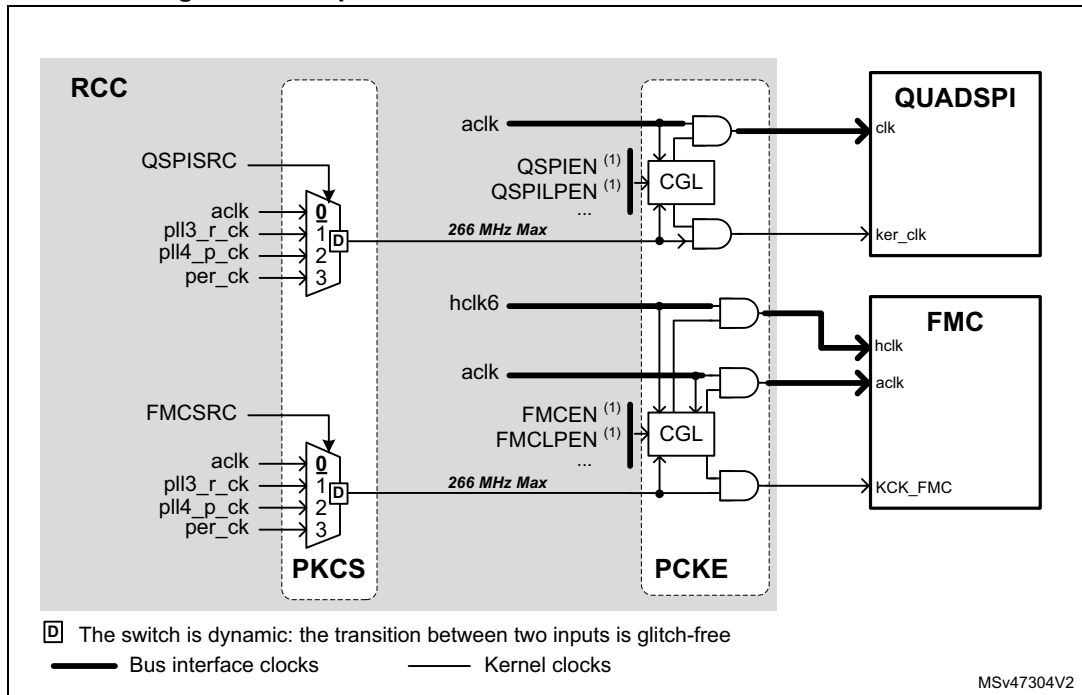 RCC
QUADSPI
aclk
clk
QSPISRC
QSPIEN (1)
QSPILPEN (1)
...
CGL
aclk
pll3_r_ck
pll4_p_ck
per_ck
0
1
2
3
D
266 MHz Max
ker_clk
hclk6
FMC
hclk
aclk
aclk
FMCSRC
FMCEN (1)
FMCLPEN (1)
...
CGL
aclk
pll3_r_ck
pll4_p_ck
per_ck
0
1
2
3
D
266 MHz Max
KCK_FMC
PKCS
PCKE
D The switch is dynamic: the transition between two inputs is glitch-free
Bus interface clocks
Kernel clocks
MSv47304V2